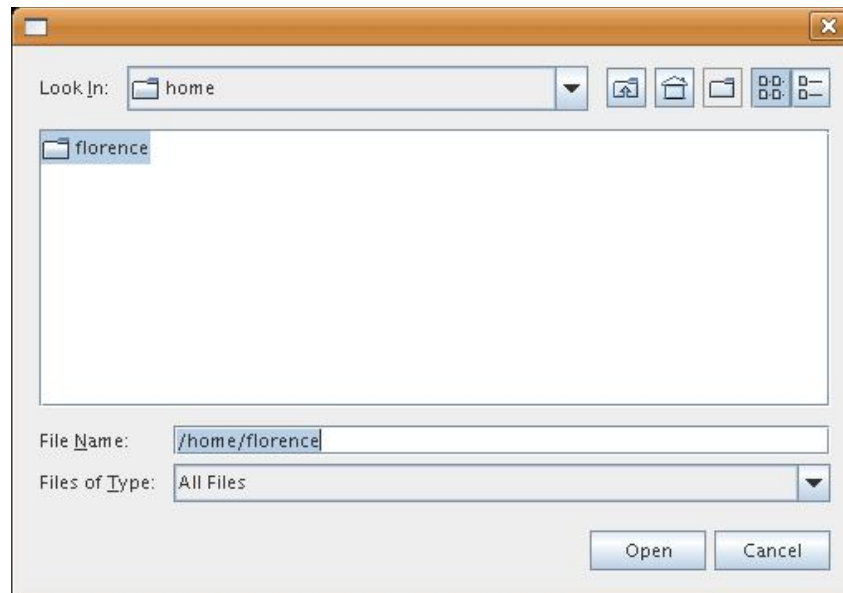 Look In: home
florence
File Name: /home/florence
Files of Type: All Files
Open Cancel